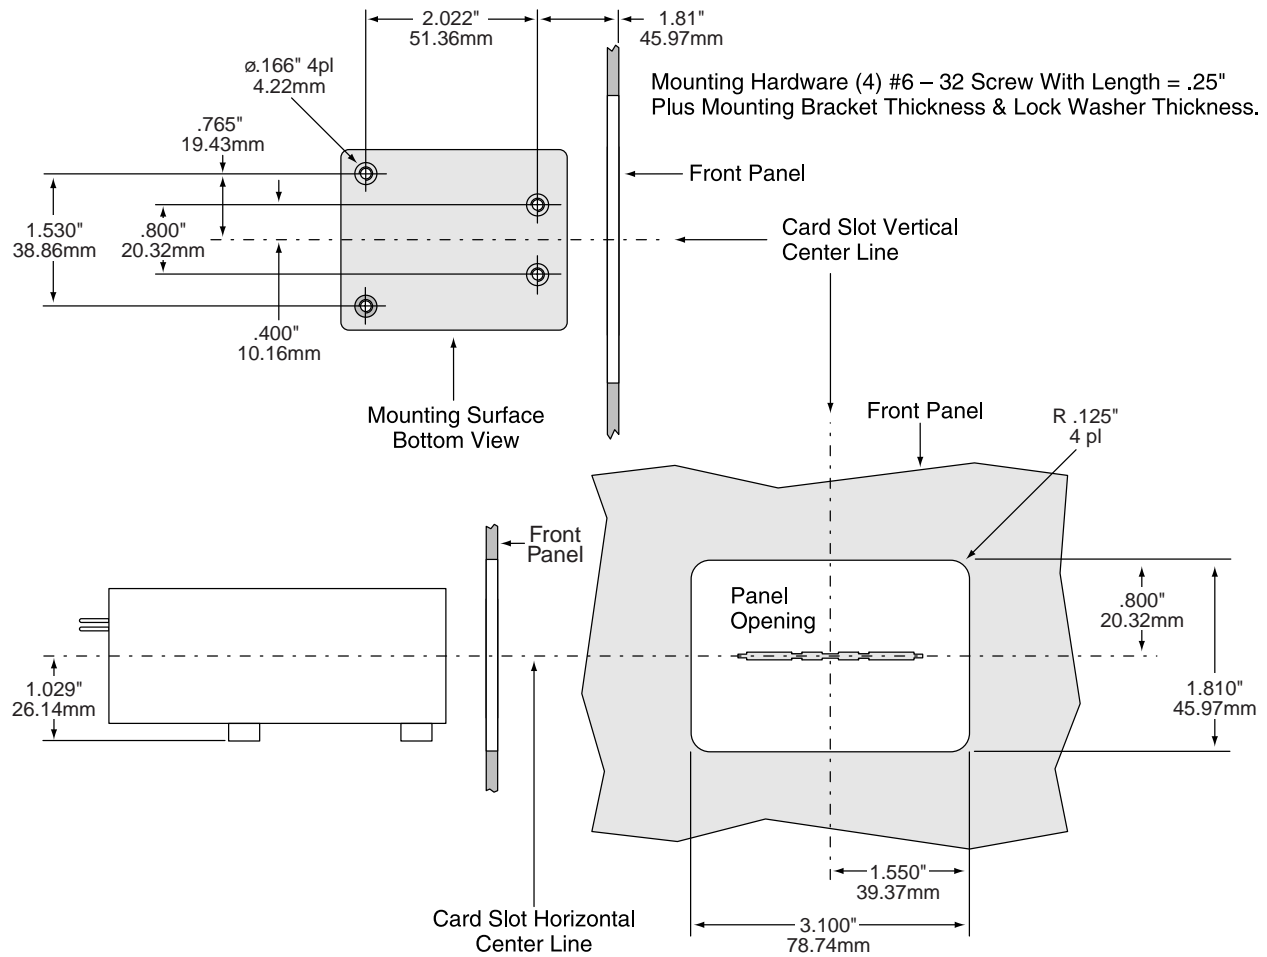 2.022"
51.36mm
1.81"
45.97mm
ø.166" 4pl
4.22mm
Mounting Hardware (4) #6 – 32 Screw With Length = .25"
Plus Mounting Bracket Thickness & Lock Washer Thickness.
.765"
19.43mm
Front Panel
1.530"
38.86mm
.800"
20.32mm
Card Slot Vertical
Center Line
.400"
10.16mm
Mounting Surface
Bottom View
Front Panel
R .125"
4 pl
Front
Panel
Panel
Opening
.800"
20.32mm
1.029"
26.14mm
1.810"
45.97mm
1.550"
39.37mm
Card Slot Horizontal
Center Line
3.100"
78.74mm